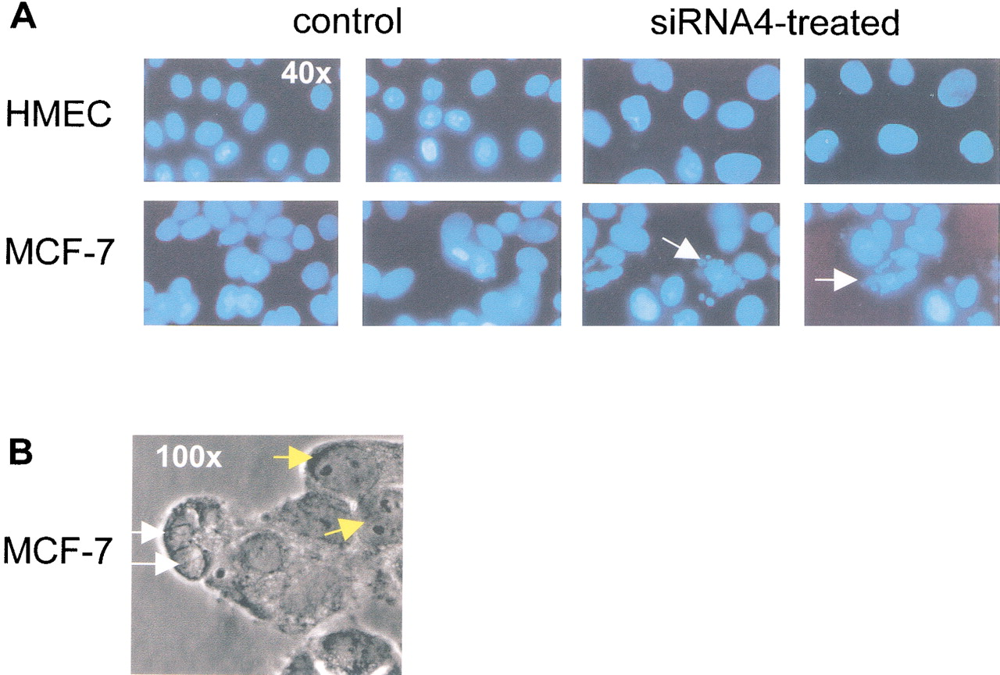 A
control
siRNA4-treated
40x
HMEC
MCF-7
B
100x
MCF-7